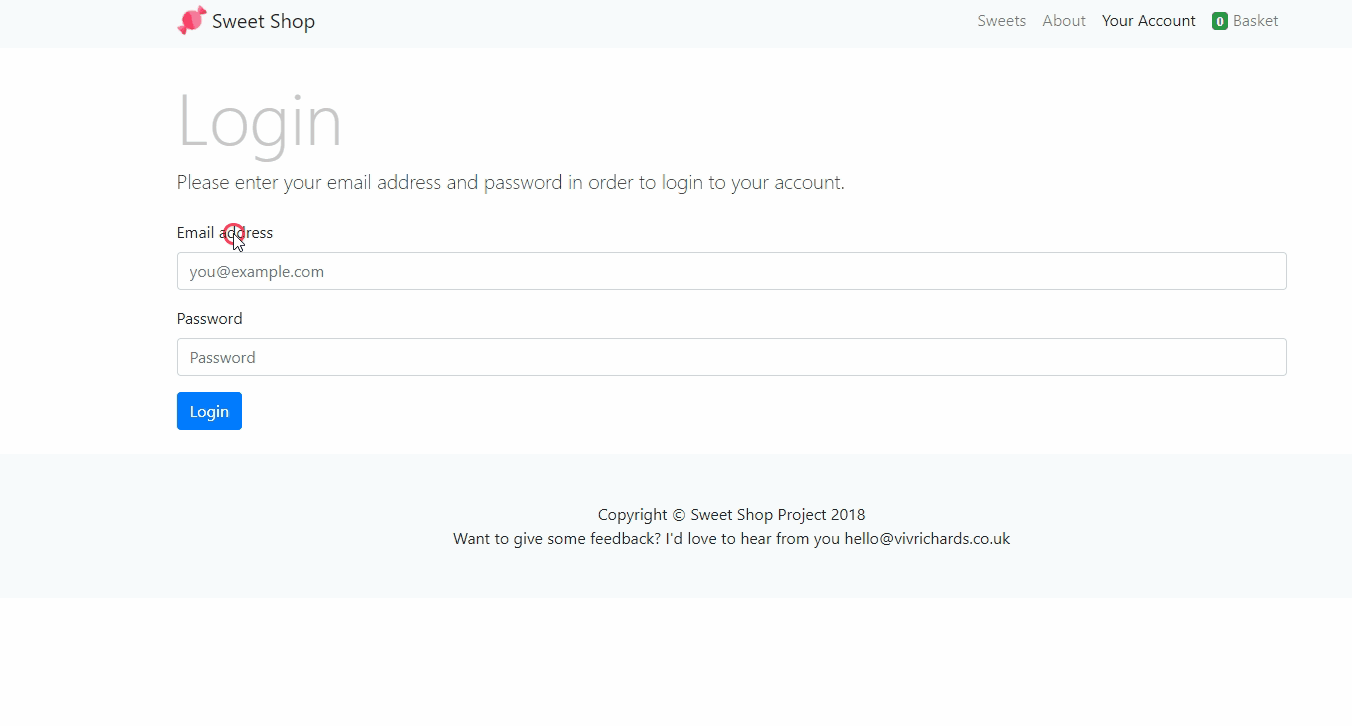 Sweet Shop
Sweets About Your Account 0 Basket
Login
Please enter your email address and password in order to login to your account.
Email address
you@example.com
Password
Password
Login
Copyright © Sweet Shop Project 2018
Want to give some feedback? I'd love to hear from you hello@vivrichards.co.uk